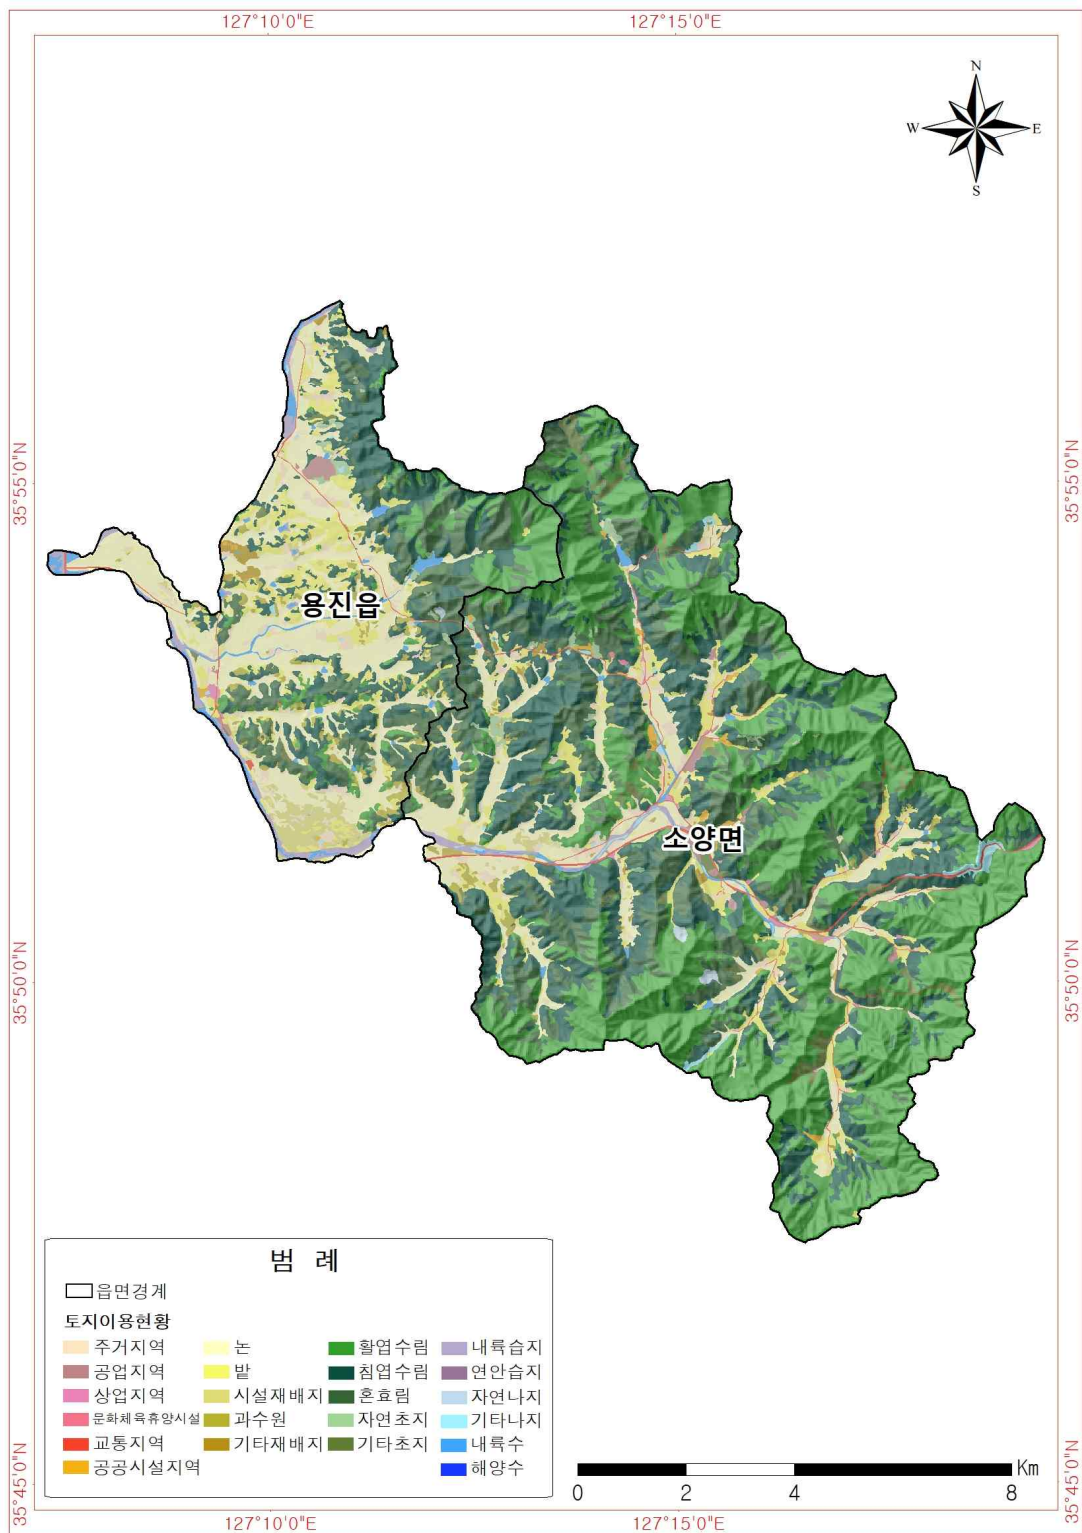 127°10'0"E 127°15'0"E
N
W E
S
35°55'0"N 35°55'0"N
용진읍
소양면
35°50'0"N 35°50'0"N
범 례
읍면경계
토지이용현황
주거지역 논 활엽수림 내륙습지
공업지역 밭 침엽수림 연안습지
상업지역 시설재배지 혼효림 자연나지
문화체육휴양시설 과수원 자연초지 기타나지
교통지역 기타재배지 기타초지 내륙수
공공시설지역 해양수
Km
0 2 4 8
35°45'0"N 35°45'0"N
127°10'0"E 127°15'0"E